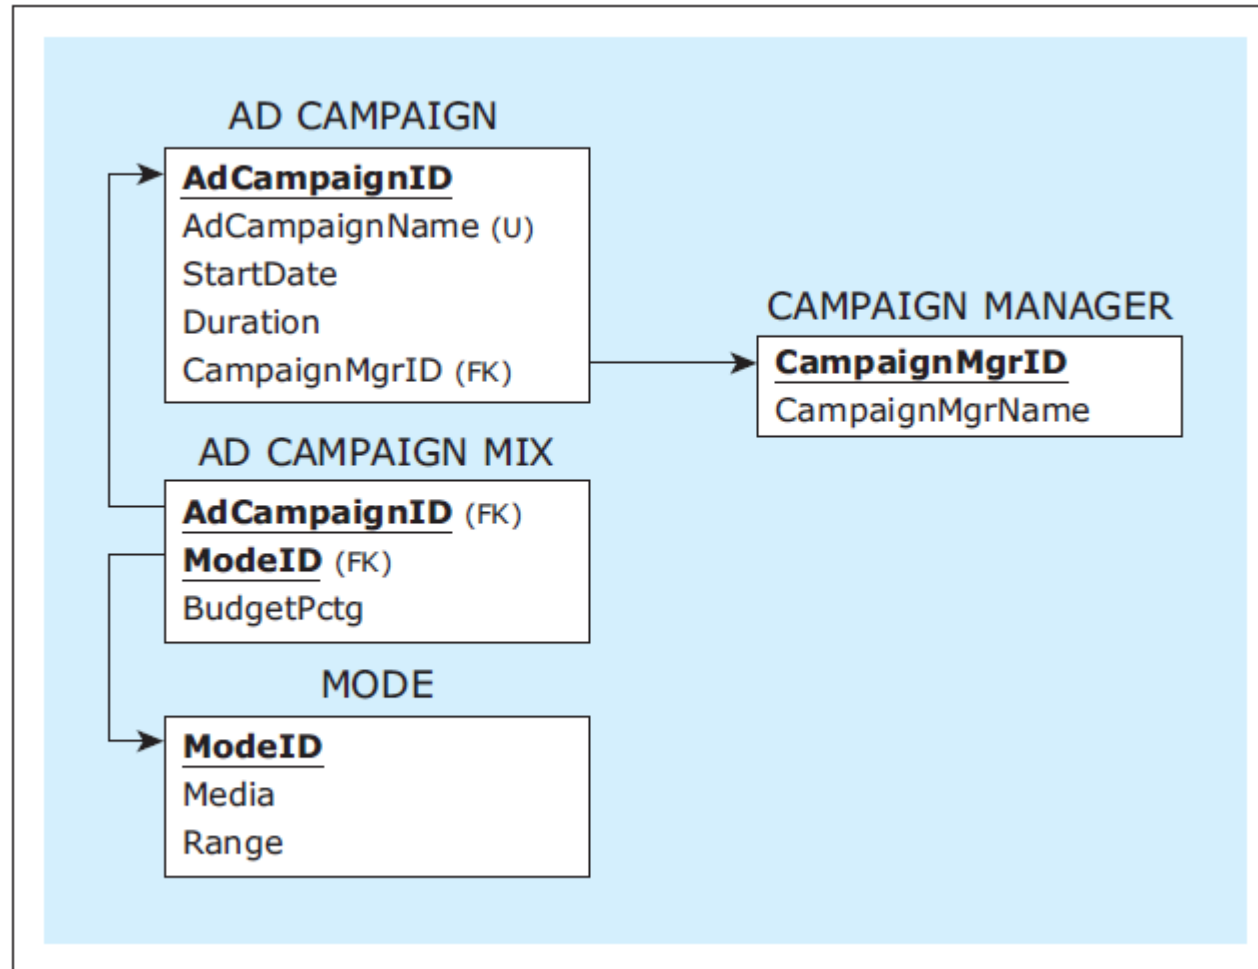 AD CAMPAIGN
AdCampaignID
AdCampaignName (U)
StartDate
Duration
CampaignMgrID (FK)
CAMPAIGN MANAGER
CampaignMgrID
CampaignMgrName
AD CAMPAIGN MIX
AdCampaignID (FK)
ModeID (FK)
BudgetPctg
MODE
ModeID
Media
Range